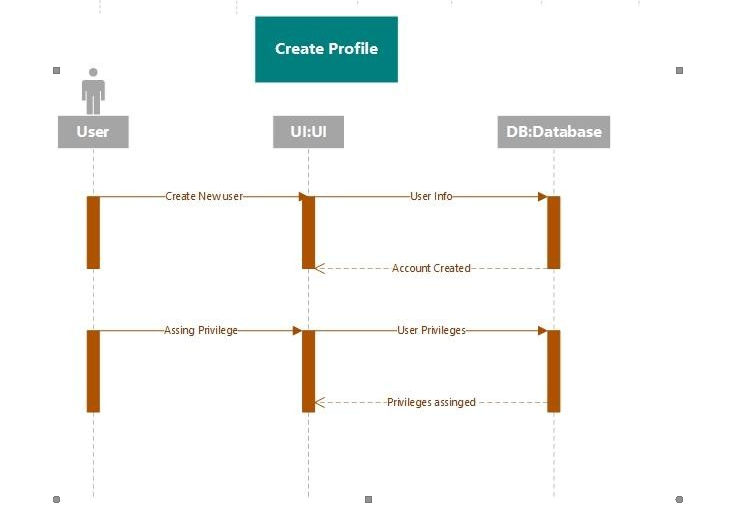 Create Profile
User
UI:UI
DB:Database
Create New user
User Info
Account Created
Assing Privilege
User Privileges
Privileges assinged